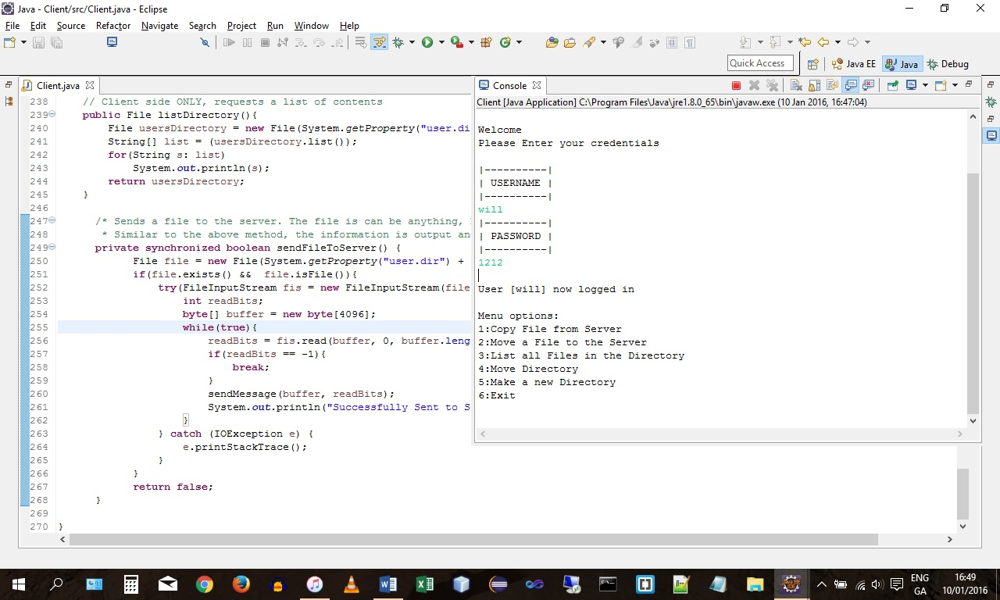 Java - Client/src/Client.java - Eclipse
File Edit Source Refactor Navigate Search Project Run Window Help
Quick Access
Java EE
Java
Debug
Client.java
238 // Client side ONLY, requests a list of contents
239 public File listDirectory(){
240 File usersDirectory = new File(System.getProperty("user.di
241 String[] list = (usersDirectory.list());
242 for(String s: list)
243 System.out.println(s);
244 return usersDirectory;
245 }
246
247 /* Sends a file to the server. The file is can be anything,
248 * Similar to the above method, the information is output an
249 private synchronized boolean sendFileToServer() {
250 File file = new File(System.getProperty("user.dir") +
251 if(file.exists() && file.isFile()){
252 try(FileInputStream fis = new FileInputStream(file
253 int readBits;
254 byte[] buffer = new byte[4096];
255 while(true){
256 readBits = fis.read(buffer, 0, buffer.leng
257 if(readBits == -1){
258 break;
259 }
260 sendMessage(buffer, readBits);
261 System.out.println("Successfully Sent to S
262 }
263 } catch (IOException e) {
264 e.printStackTrace();
265 }
266 }
267 return false;
268 }
269
270 }
Console
Client [Java Application] C:\Program Files\Java\jre1.8.0_65\bin\javaw.exe (10 Jan 2016, 16:47:04)
Welcome
Please Enter your credentials
|----------|
| USERNAME |
|----------|
will
|----------|
| PASSWORD |
|----------|
1212
User [will] now logged in
Menu options:
1:Copy File from Server
2:Move a File to the Server
3:List all Files in the Directory
4:Move Directory
5:Make a new Directory
6:Exit
ENG
GA
16:49
10/01/2016